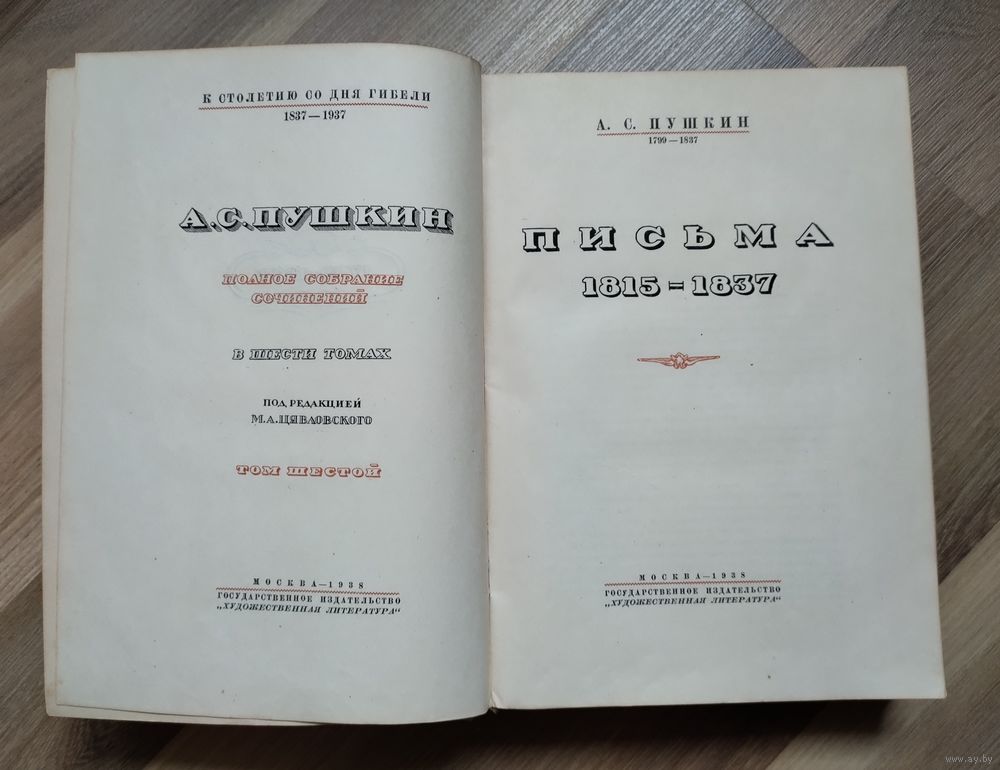 К СТОЛЕТИЮ СО ДНЯ ГИБЕЛИ
1837—1937
А.С.ПУШКИН
ПОЛНОЕ СОБРАНИЕ
СОЧИНЕНИЙ
В ШЕСТИ ТОМАХ
ПОД РЕДАКЦИЕЙ
М.А.ЦЯВЛОВСКОГО
ТОМ ШЕСТОЙ
МОСКВА—1938
ГОСУДАРСТВЕННОЕ ИЗДАТЕЛЬСТВО
„ХУДОЖЕСТВЕННАЯ ЛИТЕРАТУРА“
А. С. ПУШКИН
1799—1837
ПИСЬМА
1815-1837
МОСКВА—1938
ГОСУДАРСТВЕННОЕ ИЗДАТЕЛЬСТВО
„ХУДОЖЕСТВЕННАЯ ЛИТЕРАТУРА“
www.ay.by